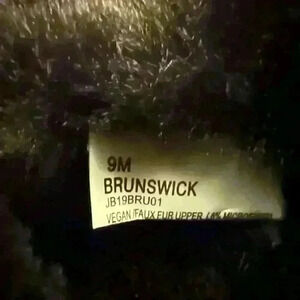 9M
BRUNSWICK
JB19BRU01
VEGAN/FAUX FUR UPPER